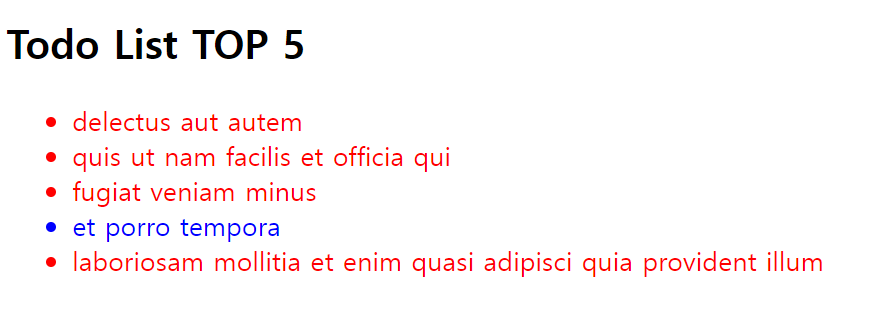 Todo List TOP 5
delectus aut autem
quis ut nam facilis et officia qui
fugiat veniam minus
et porro tempora
laboriosam mollitia et enim quasi adipisci quia provident illum